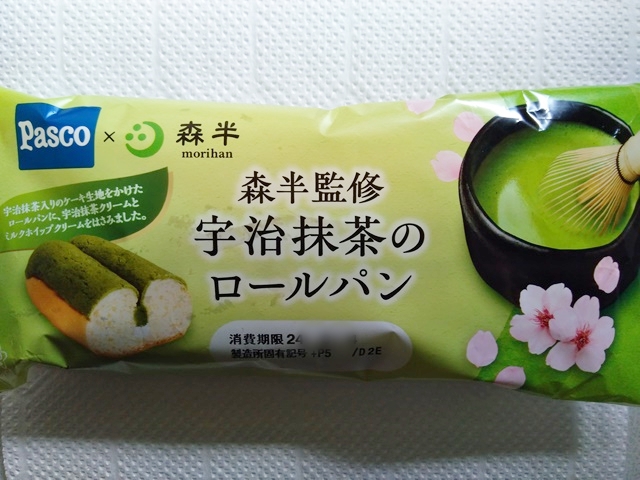 Pasco × 森半
morihan
宇治抹茶入りのケーキ生地をかけた
ロールパンに、宇治抹茶クリームと
ミルクホイップクリームをはさみました。
森半監修
宇治抹茶の
ロールパン
消費期限 24
製造所固有記号 +P5 /D2E